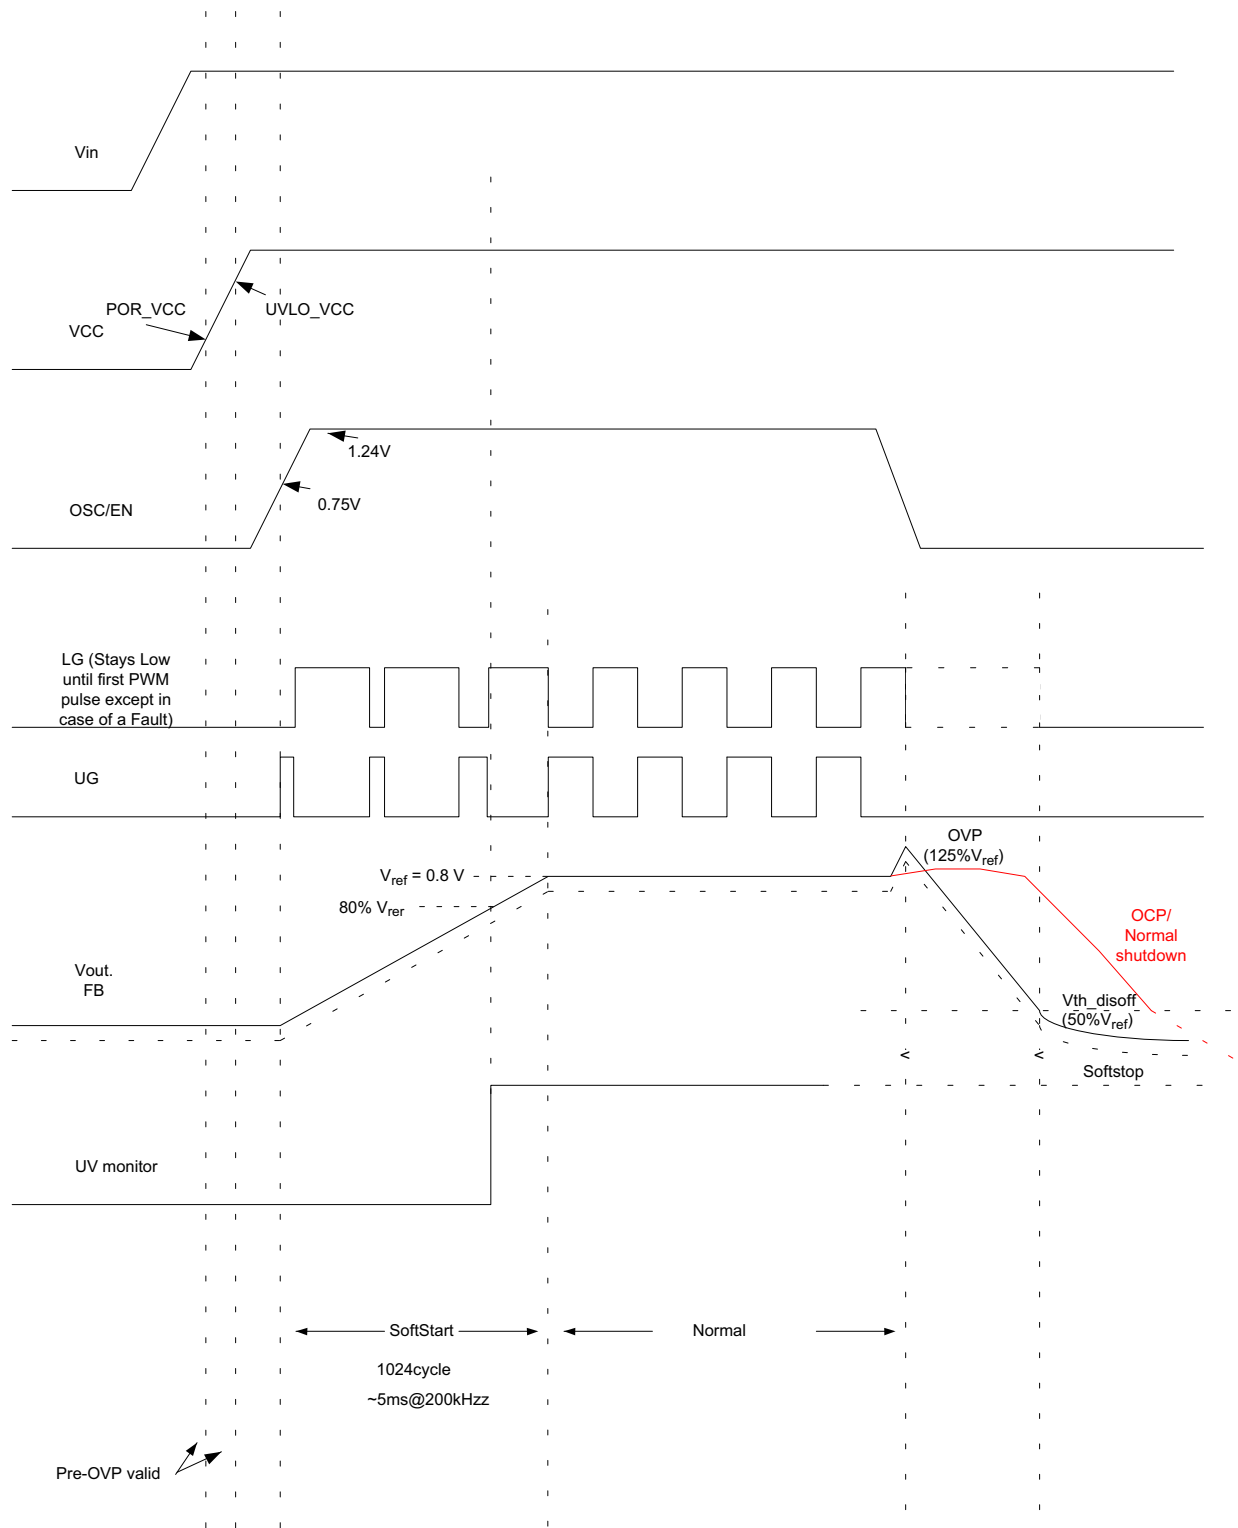 Vin
POR_VCC
UVLO_VCC
VCC
1.24V
0.75V
OSC/EN
LG (Stays Low
until first PWM
pulse except in
case of a Fault)
UG
OVP
(125%Vref)
Vref = 0.8 V
80% Vrer
OCP/
Normal
shutdown
Vout.
FB
Vth_disoff
(50%Vref)
Softstop
UV monitor
SoftStart
Normal
1024cycle
~5ms@200kHzz
Pre-OVP valid